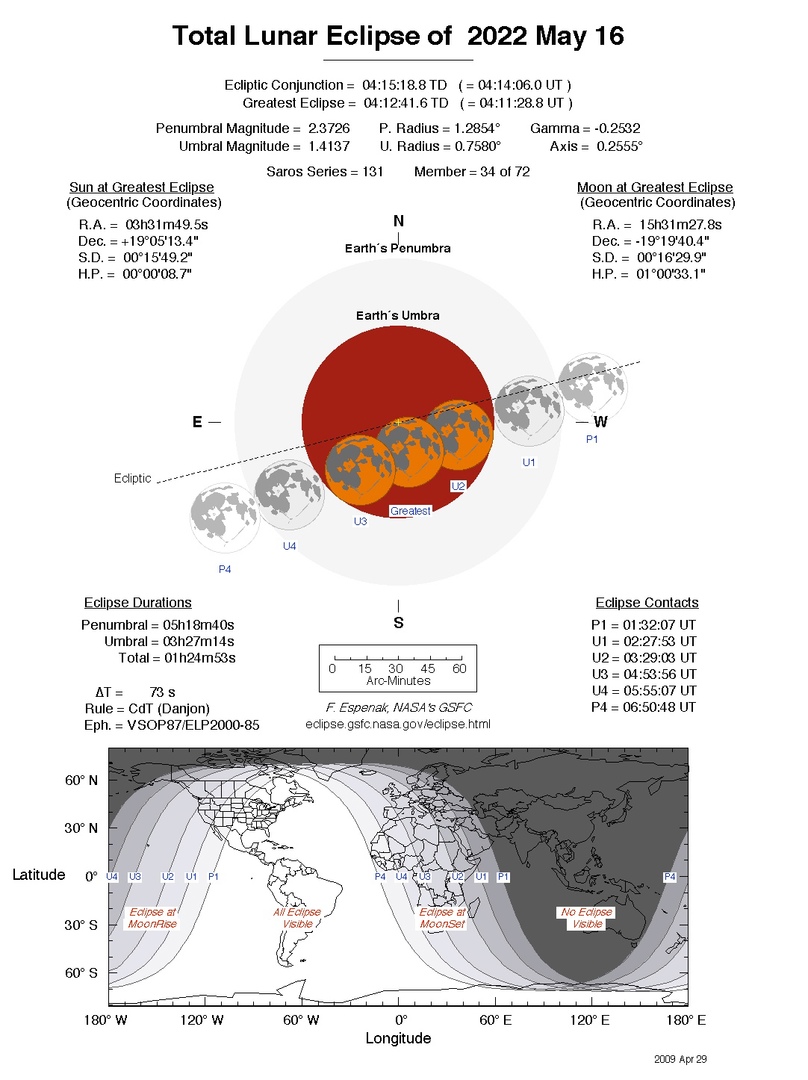 Total Lunar Eclipse of 2022 May 16
Ecliptic Conjunction = 04:15:18.8 TD ( = 04:14:06.0 UT )
Greatest Eclipse = 04:12:41.6 TD ( = 04:11:28.8 UT )
Penumbral Magnitude = 2.3726 P. Radius = 1.2854° Gamma = -0.2532
Umbral Magnitude = 1.4137 U. Radius = 0.7580° Axis = 0.2555°
Saros Series = 131 Member = 34 of 72
Sun at Greatest Eclipse
(Geocentric Coordinates)
R.A. = 03h31m49.5s
Dec. = +19°05'13.4"
S.D. = 00°15'49.2"
H.P. = 00°00'08.7"
Moon at Greatest Eclipse
(Geocentric Coordinates)
R.A. = 15h31m27.8s
Dec. = -19°19'40.4"
S.D. = 00°16'29.9"
H.P. = 01°00'33.1"
N
Earth´s Penumbra
Earth´s Umbra
E
W
P1
U1
Ecliptic
U2
Greatest
U3
U4
P4
S
Eclipse Durations
Penumbral = 05h18m40s
Umbral = 03h27m14s
Total = 01h24m53s
ΔT = 73 s
Rule = CdT (Danjon)
Eph. = VSOP87/ELP2000-85
0 15 30 45 60
Arc-Minutes
F. Espenak, NASA's GSFC
eclipse.gsfc.nasa.gov/eclipse.html
Eclipse Contacts
P1 = 01:32:07 UT
U1 = 02:27:53 UT
U2 = 03:29:03 UT
U3 = 04:53:56 UT
U4 = 05:55:07 UT
P4 = 06:50:48 UT
60° N
30° N
Latitude 0°
30° S
60° S
U4 U3 U2 U1 P1 P4 U4 U3 U2 U1 P1 P4
Eclipse at
MoonRise
All Eclipse
Visible
Eclipse at
MoonSet
No Eclipse
Visible
180° W 120° W 60° W 0° 60° E 120° E 180° E
Longitude
2009 Apr 29